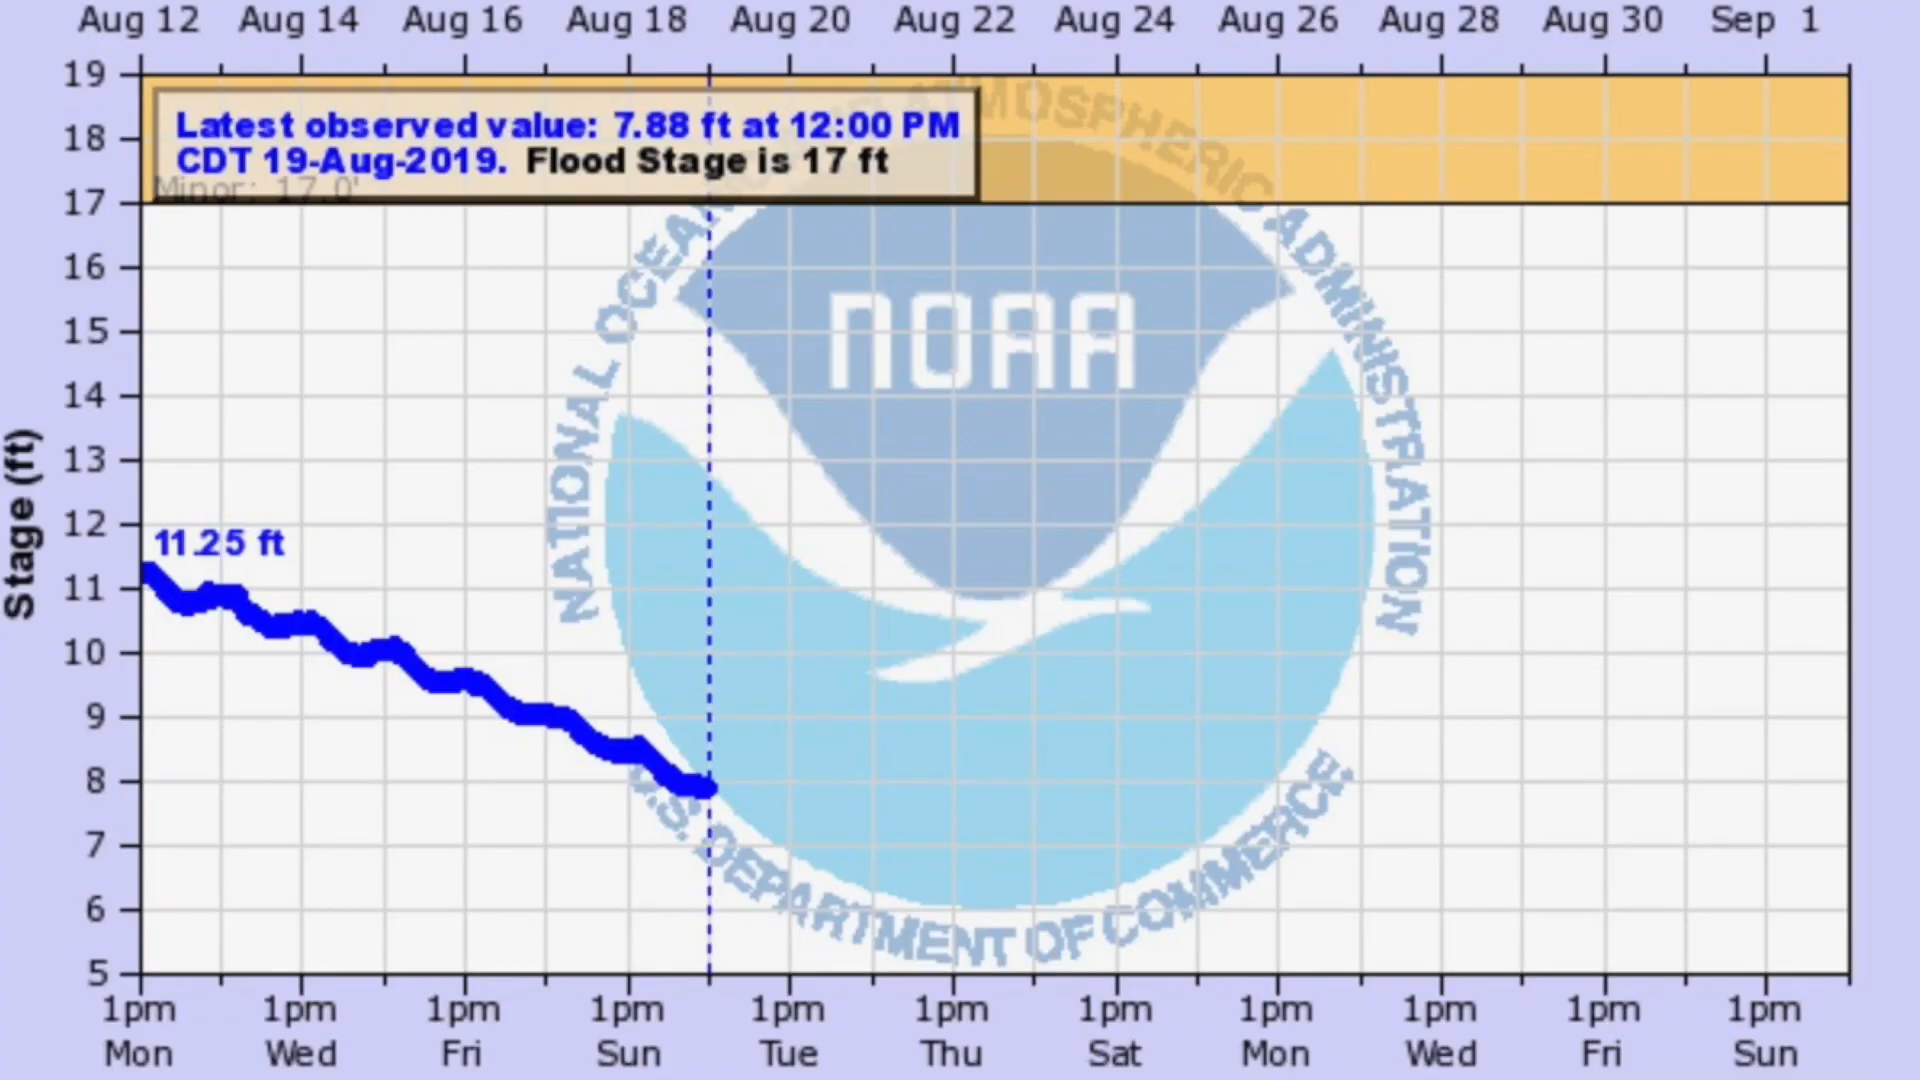 Aug 12 Aug 14 Aug 16 Aug 18 Aug 20 Aug 22 Aug 24 Aug 26 Aug 28 Aug 30 Sep 1
19
Latest observed value: 7.88 ft at 12:00 PM
18
CDT 19-Aug-2019. Flood Stage is 17 ft
Minor: 17.0'
17
16
15
14
13
12
11
10
9
8
7
6
5
Stage (ft)
11.25 ft
NOAA
NATIONAL ATMOSPHERIC ADMINISTRATION
U.S. DEPARTMENT OF COMMERCE
1pm 1pm 1pm 1pm 1pm 1pm 1pm 1pm 1pm 1pm 1pm
Mon Wed Fri Sun Tue Thu Sat Mon Wed Fri Sun